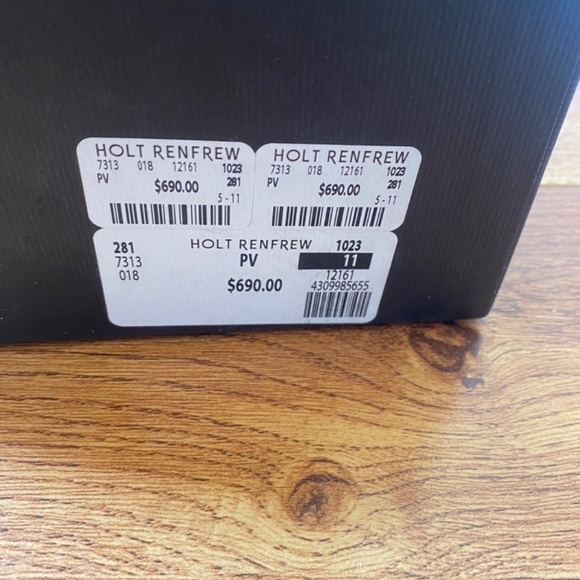 HOLT RENFREW
7313 018 12161 1023
PV $690.00 281
5 - 11
HOLT RENFREW
7313 018 12161 1023
PV $690.00 281
5 - 11
281 HOLT RENFREW 1023
7313 PV 11
018 12161
$690.00 4309985655